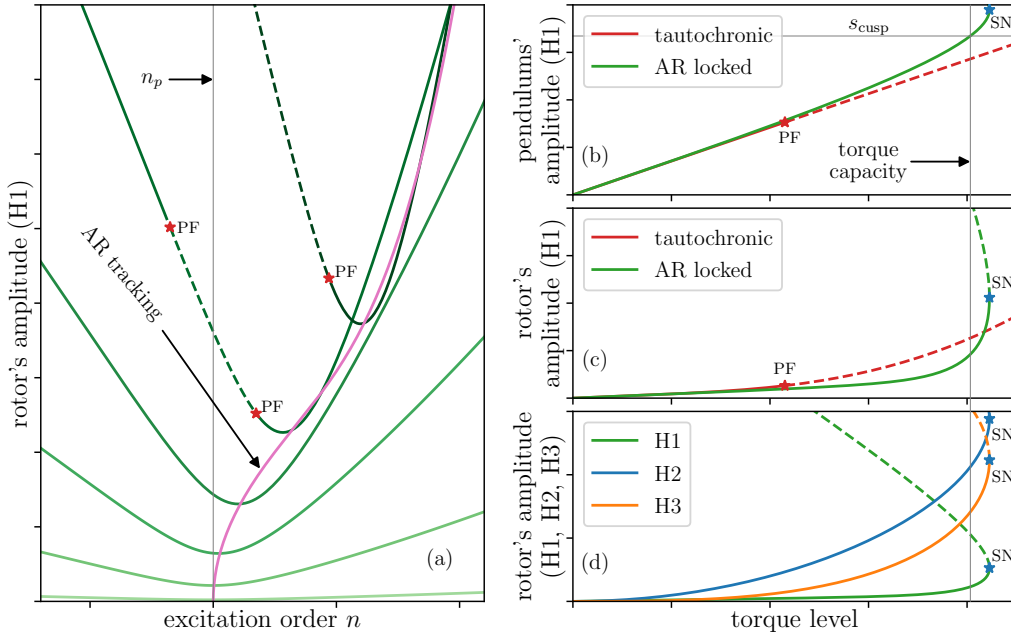 rotor's amplitude (H1)
n_p
PF
PF
PF
AR tracking
(a)
excitation order n
pendulums'
amplitude (H1)
tautochronic
AR locked
s_cusp
SN
PF
torque
capacity
(b)
rotor's
amplitude (H1)
tautochronic
AR locked
SN
PF
(c)
rotor's amplitude
(H1, H2, H3)
H1
H2
H3
SN
SN
SN
(d)
torque level